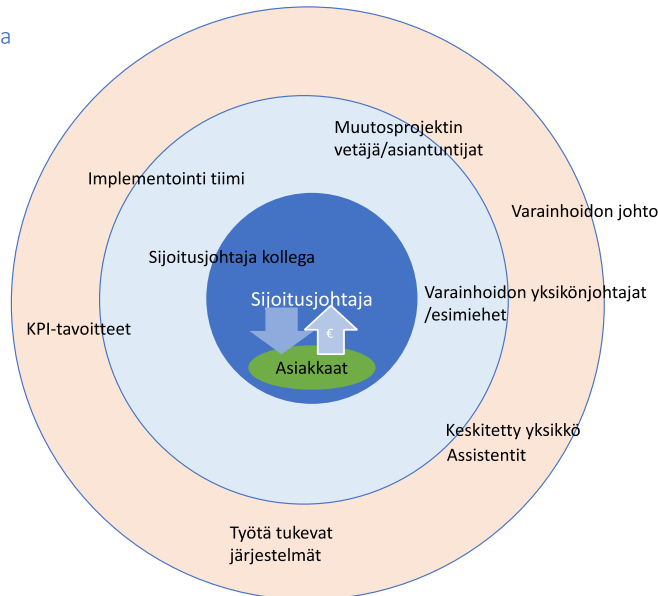 a
Muutosprojektin
vetäjä/asiantuntijat
Implementointi tiimi
Varainhoidon johto
Sijoitusjohtaja kollega
Sijoitusjohtaja
Varainhoidon yksikönjohtajat
/esimiehet
KPI-tavoitteet
€
Asiakkaat
Keskitetty yksikkö
Assistentit
Työtä tukevat
järjestelmät